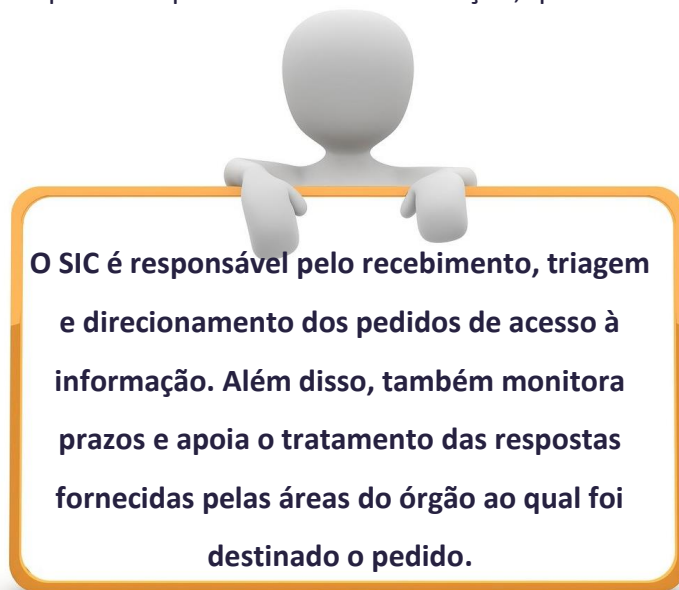 O SIC é responsável pelo recebimento, triagem
e direcionamento dos pedidos de acesso à
informação. Além disso, também monitora
prazos e apoia o tratamento das respostas
fornecidas pelas áreas do órgão ao qual foi
destinado o pedido.